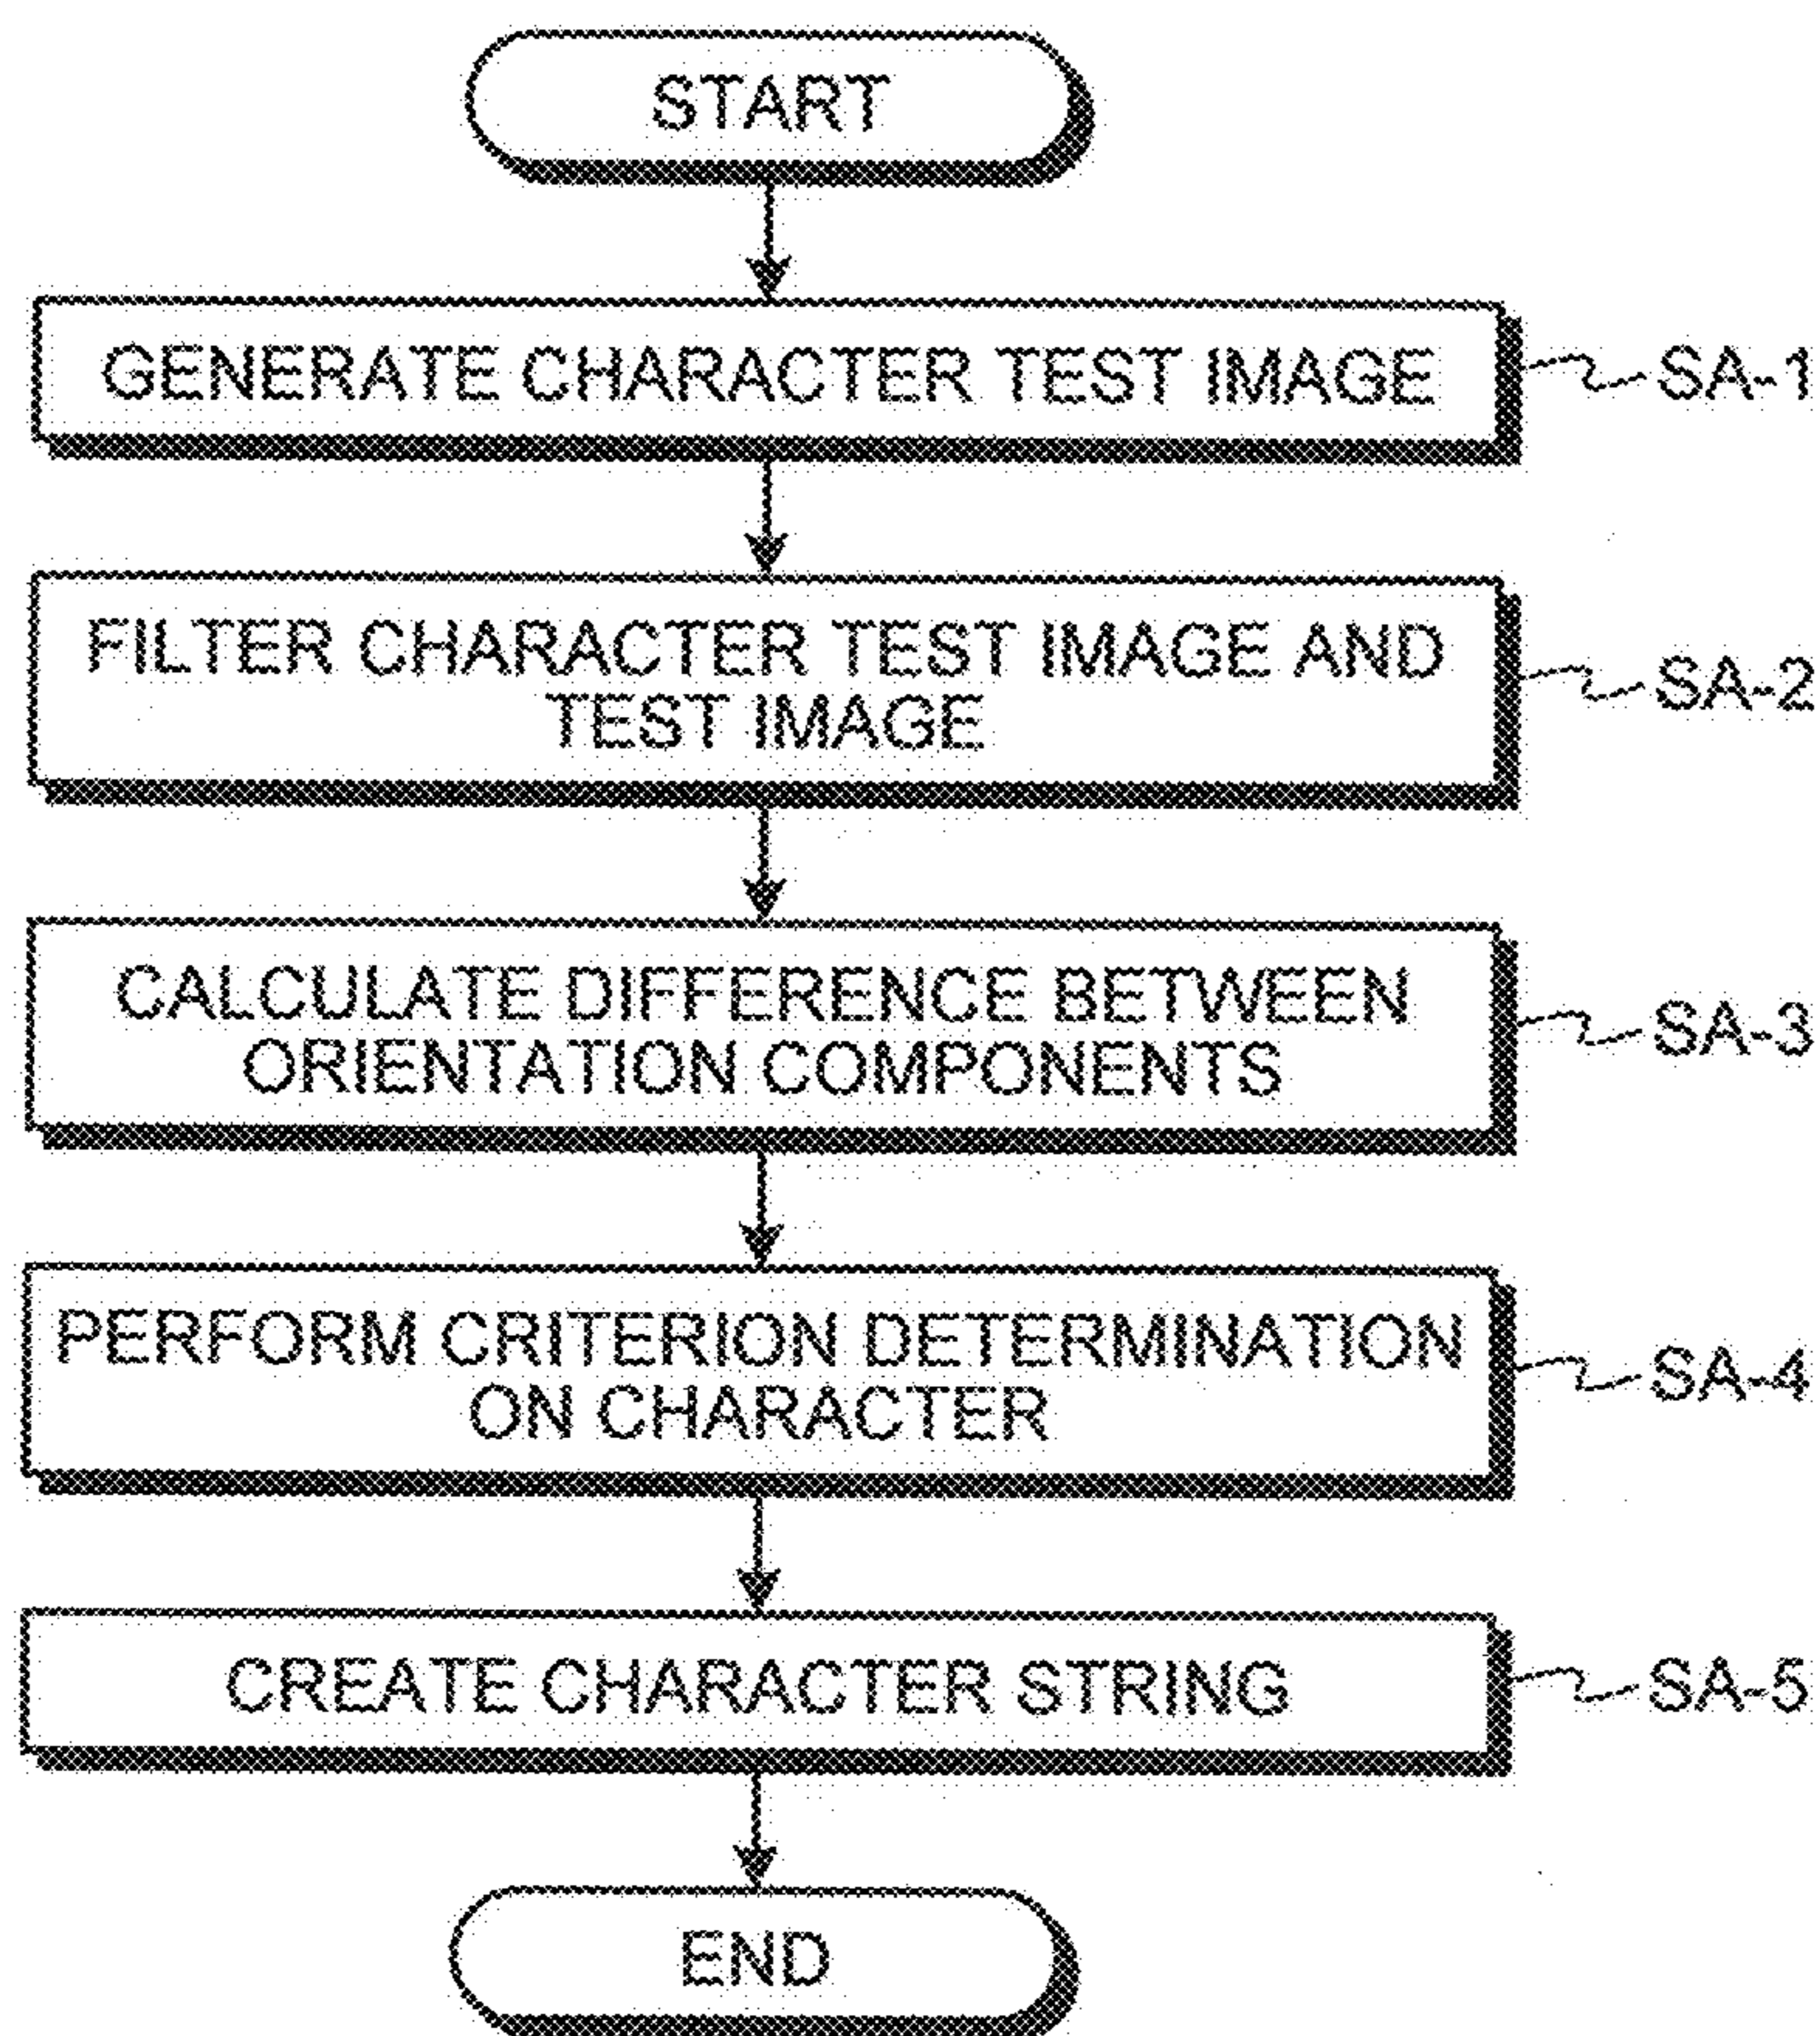 START
GENERATE CHARACTER TEST IMAGE
SA-1
FILTER CHARACTER TEST IMAGE AND
TEST IMAGE
SA-2
CALCULATE DIFFERENCE BETWEEN
ORIENTATION COMPONENTS
SA-3
PERFORM CRITERION DETERMINATION
ON CHARACTER
SA-4
CREATE CHARACTER STRING
SA-5
END